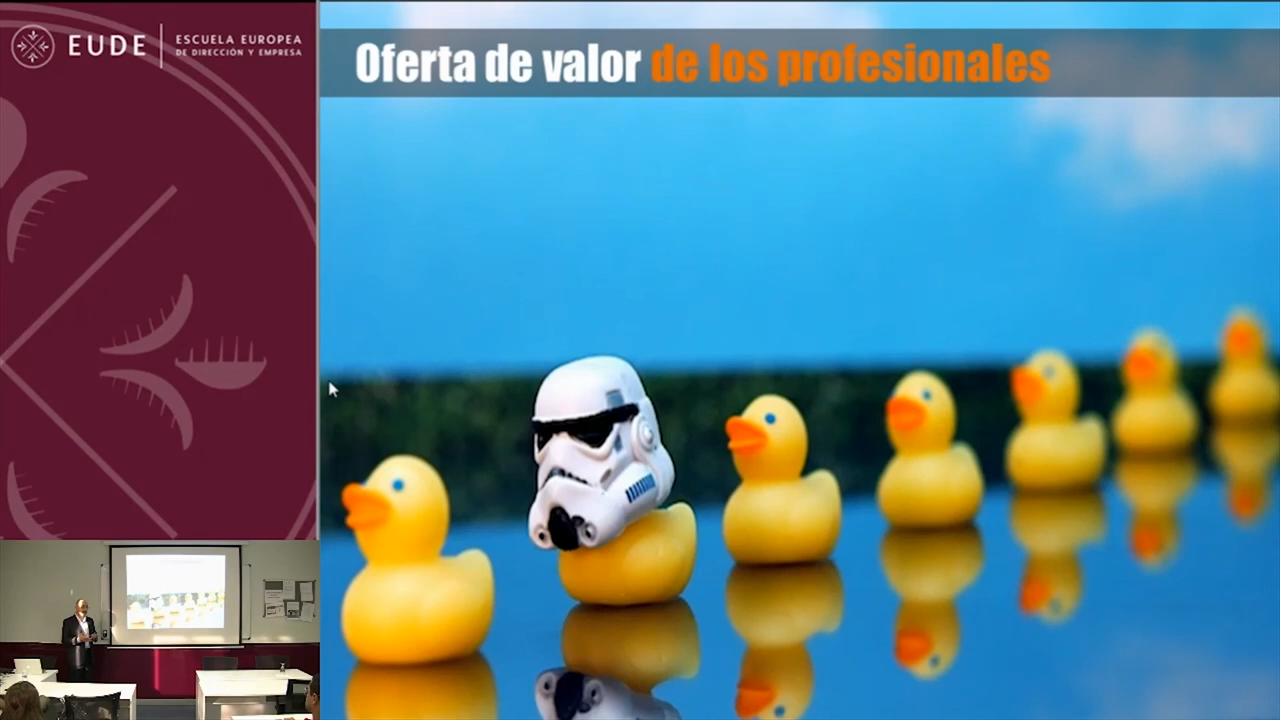 EUDE
ESCUELA EUROPEA
DE DIRECCIÓN Y EMPRESA
Oferta de valor de los profesionales